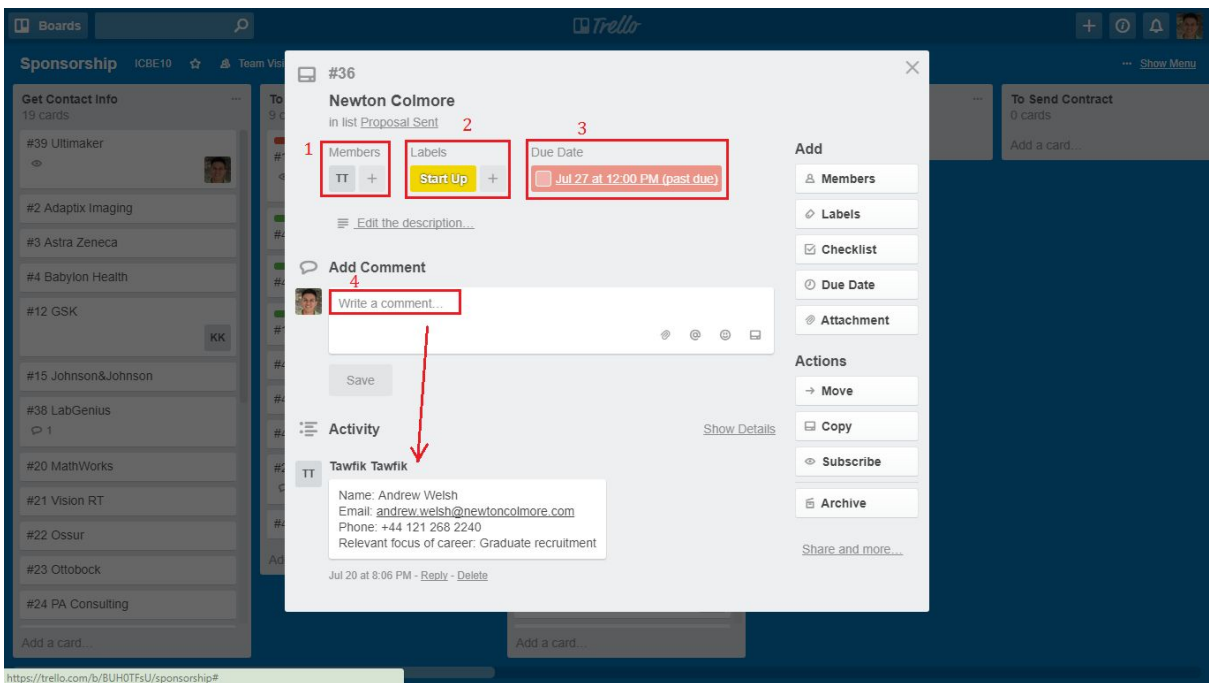 Boards
Trello
Sponsorship ICBE10 Team Visi
... Show Menu
Get Contact Info ...
19 cards
#39 Ultimaker
#2 Adaptix Imaging
#3 Astra Zeneca
#4 Babylon Health
#12 GSK
KK
#15 Johnson&Johnson
#38 LabGenius
1
#20 MathWorks
#21 Vision RT
#22 Ossur
#23 Ottobock
#24 PA Consulting
Add a card...
To
#36
Newton Colmore
in list Proposal Sent
1 2 3
Members Labels Due Date
TT + Start Up + Jul 27 at 12:00 PM (past due)
Edit the description...
Add Comment
4
Write a comment...
Save
Activity Show Details
TT Tawfik Tawfik
Name: Andrew Welsh
Email: andrew.welsh@newtoncolmore.com
Phone: +44 121 268 2240
Relevant focus of career: Graduate recruitment
Jul 20 at 8:06 PM - Reply - Delete
Add
Members
Labels
Checklist
Due Date
Attachment
Actions
Move
Copy
Subscribe
Archive
Share and more...
Add a card...
... To Send Contract
0 cards
Add a card...
https://trello.com/b/BUH0TFsU/sponsorship#